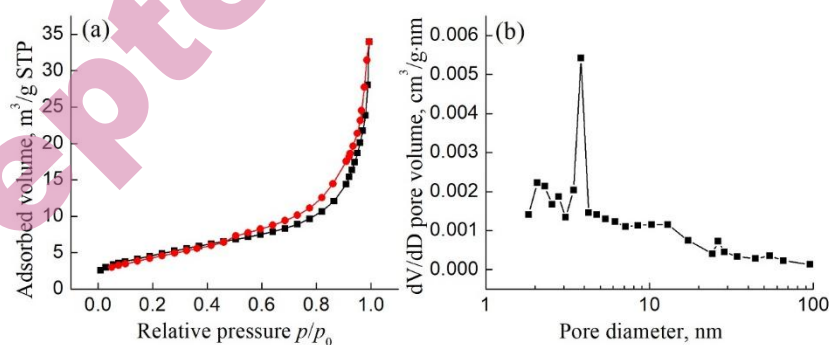 epte
(a)
Adsorbed volume, m³/g STP
35
30
25
20
15
10
5
0
0.0 0.2 0.4 0.6 0.8 1.0
Relative pressure p/p₀
(b)
dV/dD pore volume, cm³/g·nm
0.006
0.005
0.004
0.003
0.002
0.001
0.000
1 10 100
Pore diameter, nm